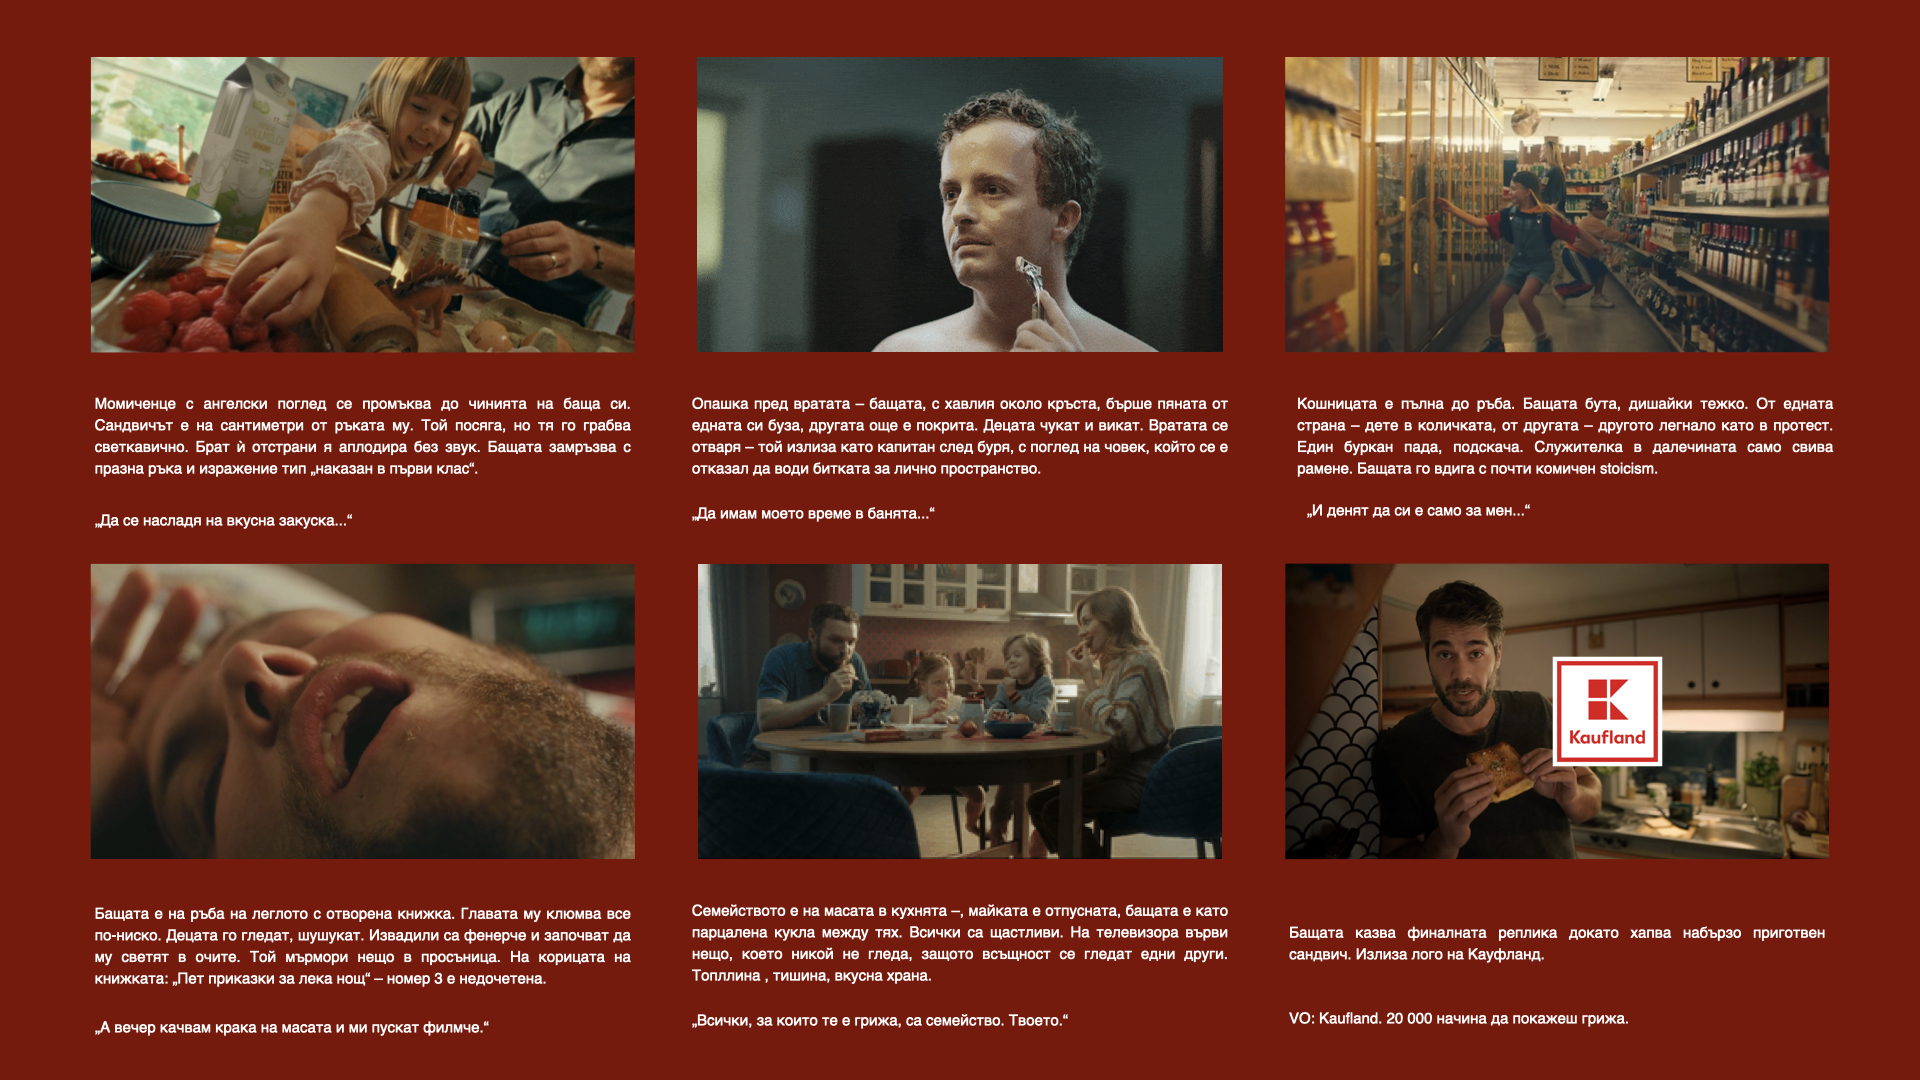 Момиченце с ангелски поглед се промъква до чинията на баща си.
Сандвичът е на сантиметри от ръката му. Той посяга, но тя го грабва
светкавично. Брат ѝ отстрани я аплодира без звук. Бащата замръзва с
празна ръка и изражение тип „наказан в първи клас“.
„Да се насладя на вкусна закуска...“
Опашка пред вратата – бащата, с хавлия около кръста, бърше пяната от
едната си буза, другата още е покрита. Децата чукат и викат. Вратата се
отваря – той излиза като капитан след буря, с поглед на човек, който се е
отказал да води битката за лично пространство.
„Да имам моето време в банята...“
Кошницата е пълна до ръба. Бащата бута, дишайки тежко. От едната
страна – дете в количката, от другата – другото легнало като в протест.
Един буркан пада, подскача. Служителка в далечината само свива
рамене. Бащата го вдига с почти комичен stoicism.
„И денят да си е само за мен...“
Бащата е на ръба на леглото с отворена книжка. Главата му клюмва все
по-ниско. Децата го гледат, шушукат. Извадили са фенерче и започват да
му светят в очите. Той мърмори нещо в просъница. На корицата на
книжката: „Пет приказки за лека нощ“ – номер 3 е недочетена.
„А вечер качвам крака на масата и ми пускат филмче.“
Семейството е на масата в кухнята –, майката е отпусната, бащата е като
парцалена кукла между тях. Всички са щастливи. На телевизора върви
нещо, което никой не гледа, защото всъщност се гледат едни други.
Топллина , тишина, вкусна храна.
„Всички, за които те е грижа, са семейство. Твоето.“
Kaufland
Бащата казва финалната реплика докато хапва набързо приготвен
сандвич. Излиза лого на Кауфланд.
VO: Kaufland. 20 000 начина да покажеш грижа.